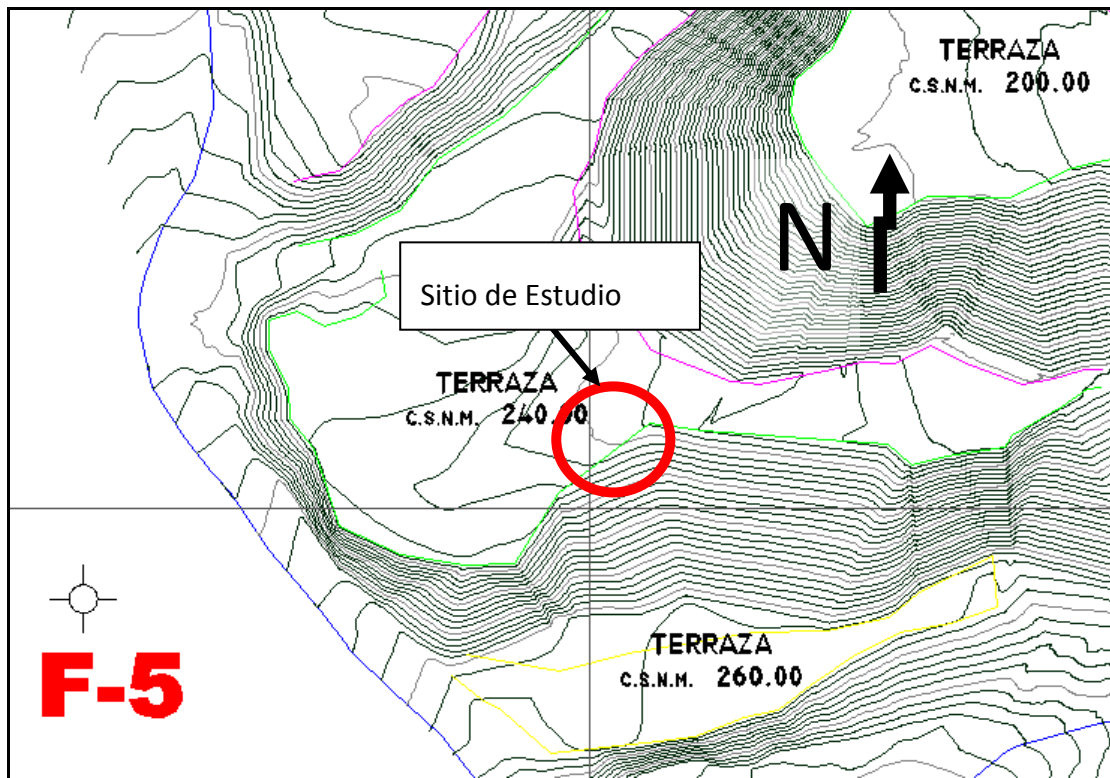 TERRAZA
C.S.N.M. 200.00
N
Sitio de Estudio
TERRAZA
C.S.N.M. 240.00
TERRAZA
C.S.N.M. 260.00
F-5